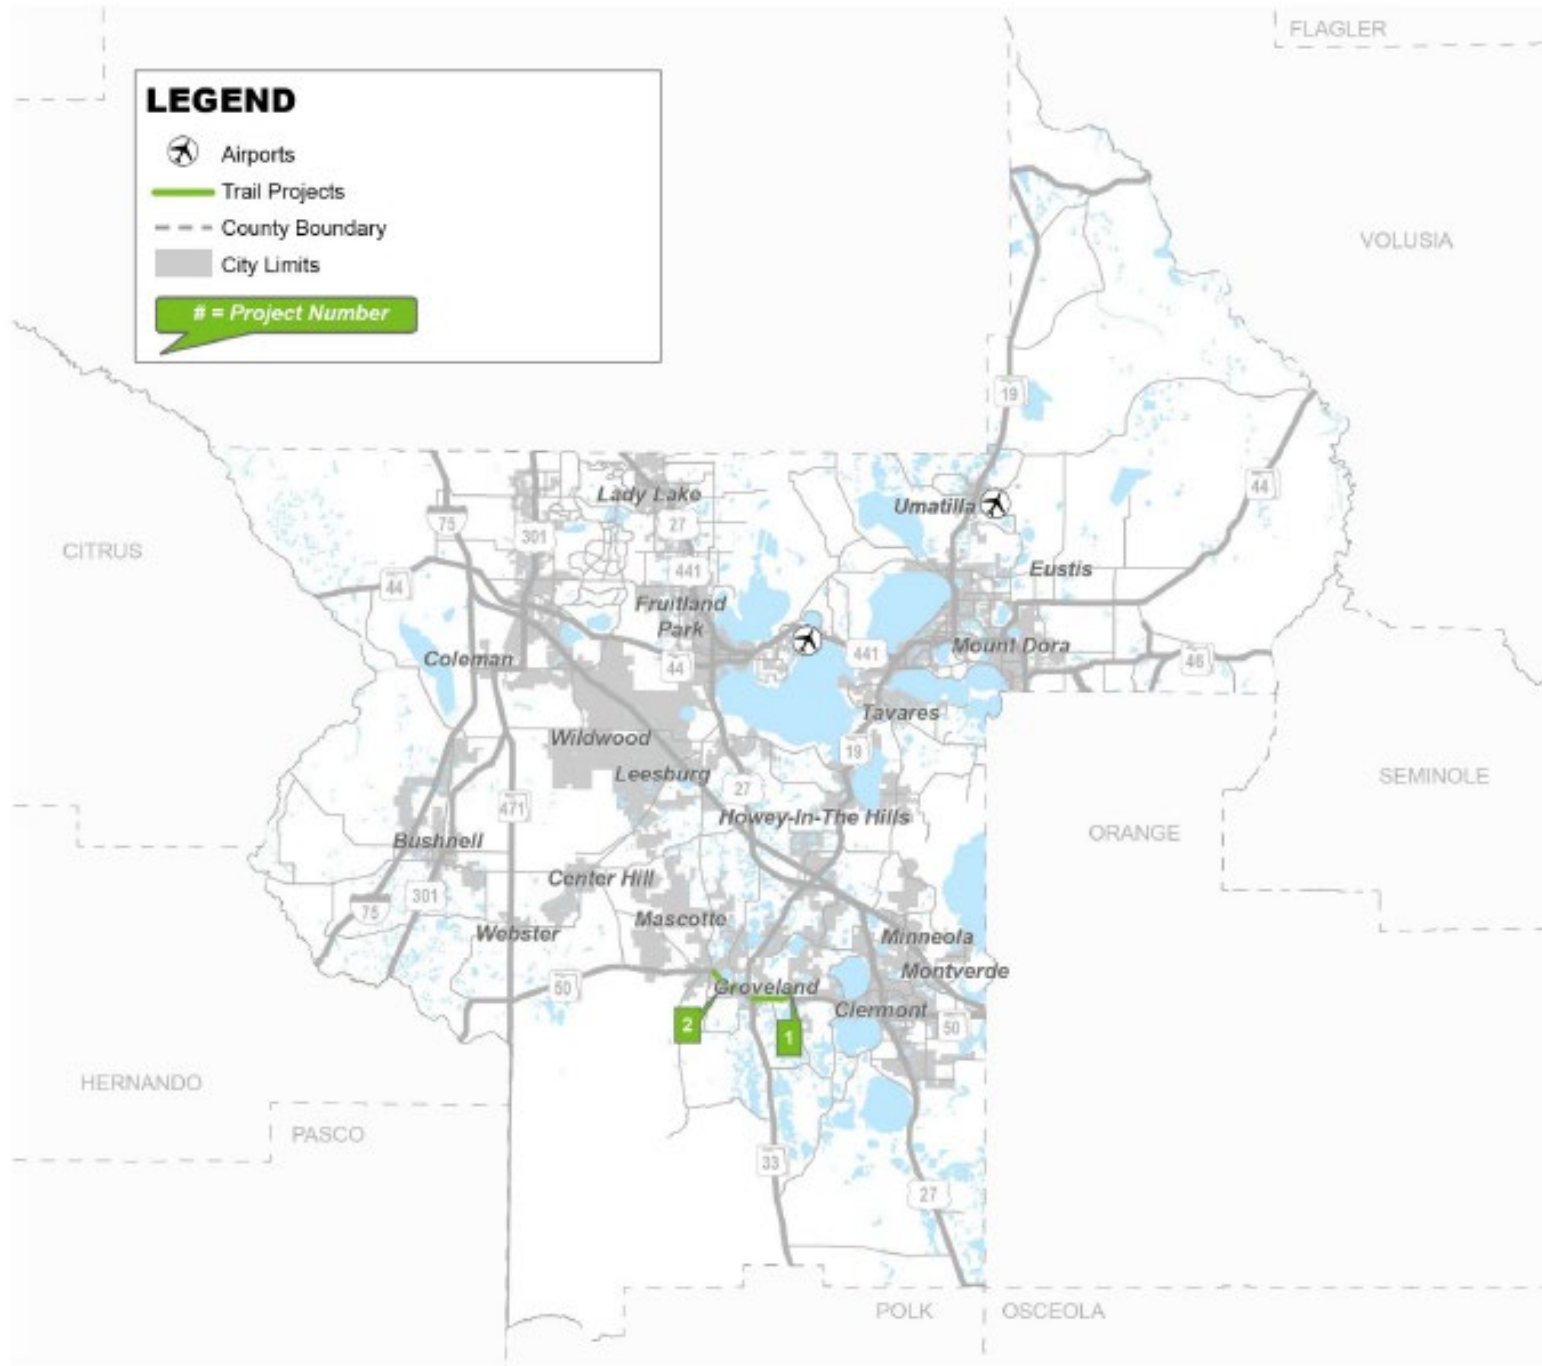 FLAGLER
LEGEND
Airports
Trail Projects
County Boundary
City Limits
# = Project Number
VOLUSIA
19
44
Lady Lake
Umatilla
75
27
301
CITRUS
441
Eustis
44
Fruitland
Park
Mount Dora
441
Coleman
44
46
Tavares
Wildwood
19
Leesburg
SEMINOLE
27
471
Howey-In-The Hills
ORANGE
Bushnell
Center Hill
301
75
Mascotte
Webster
Minneola
Montverde
50
Groveland
Clermont
2
50
1
HERNANDO
PASCO
33
27
POLK
OSCEOLA